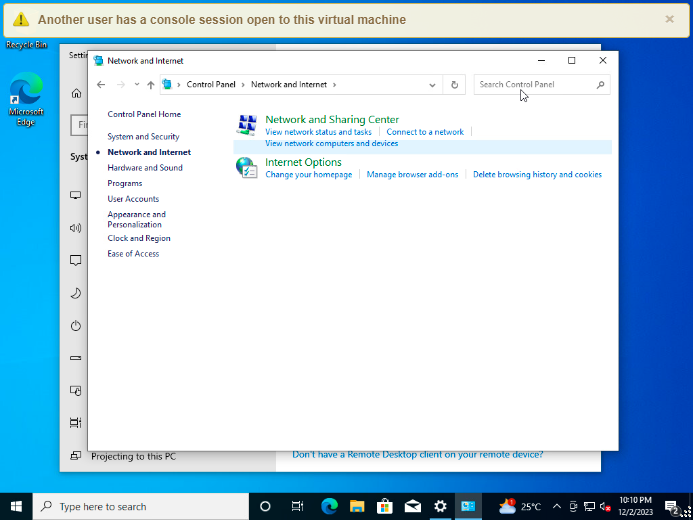 Another user has a console session open to this virtual machine
Recycle Bin
Microsoft
Edge
Network and Internet
Control Panel
Network and Internet
Search Control Panel
Control Panel Home
System and Security
Network and Internet
Hardware and Sound
Programs
User Accounts
Appearance and
Personalization
Clock and Region
Ease of Access
Network and Sharing Center
View network status and tasks
Connect to a network
View network computers and devices
Internet Options
Change your homepage
Manage browser add-ons
Delete browsing history and cookies
Projecting to this PC
Don't have a Remote Desktop client on your remote device?
Type here to search
1
25°C
10:10 PM
12/2/2023
2